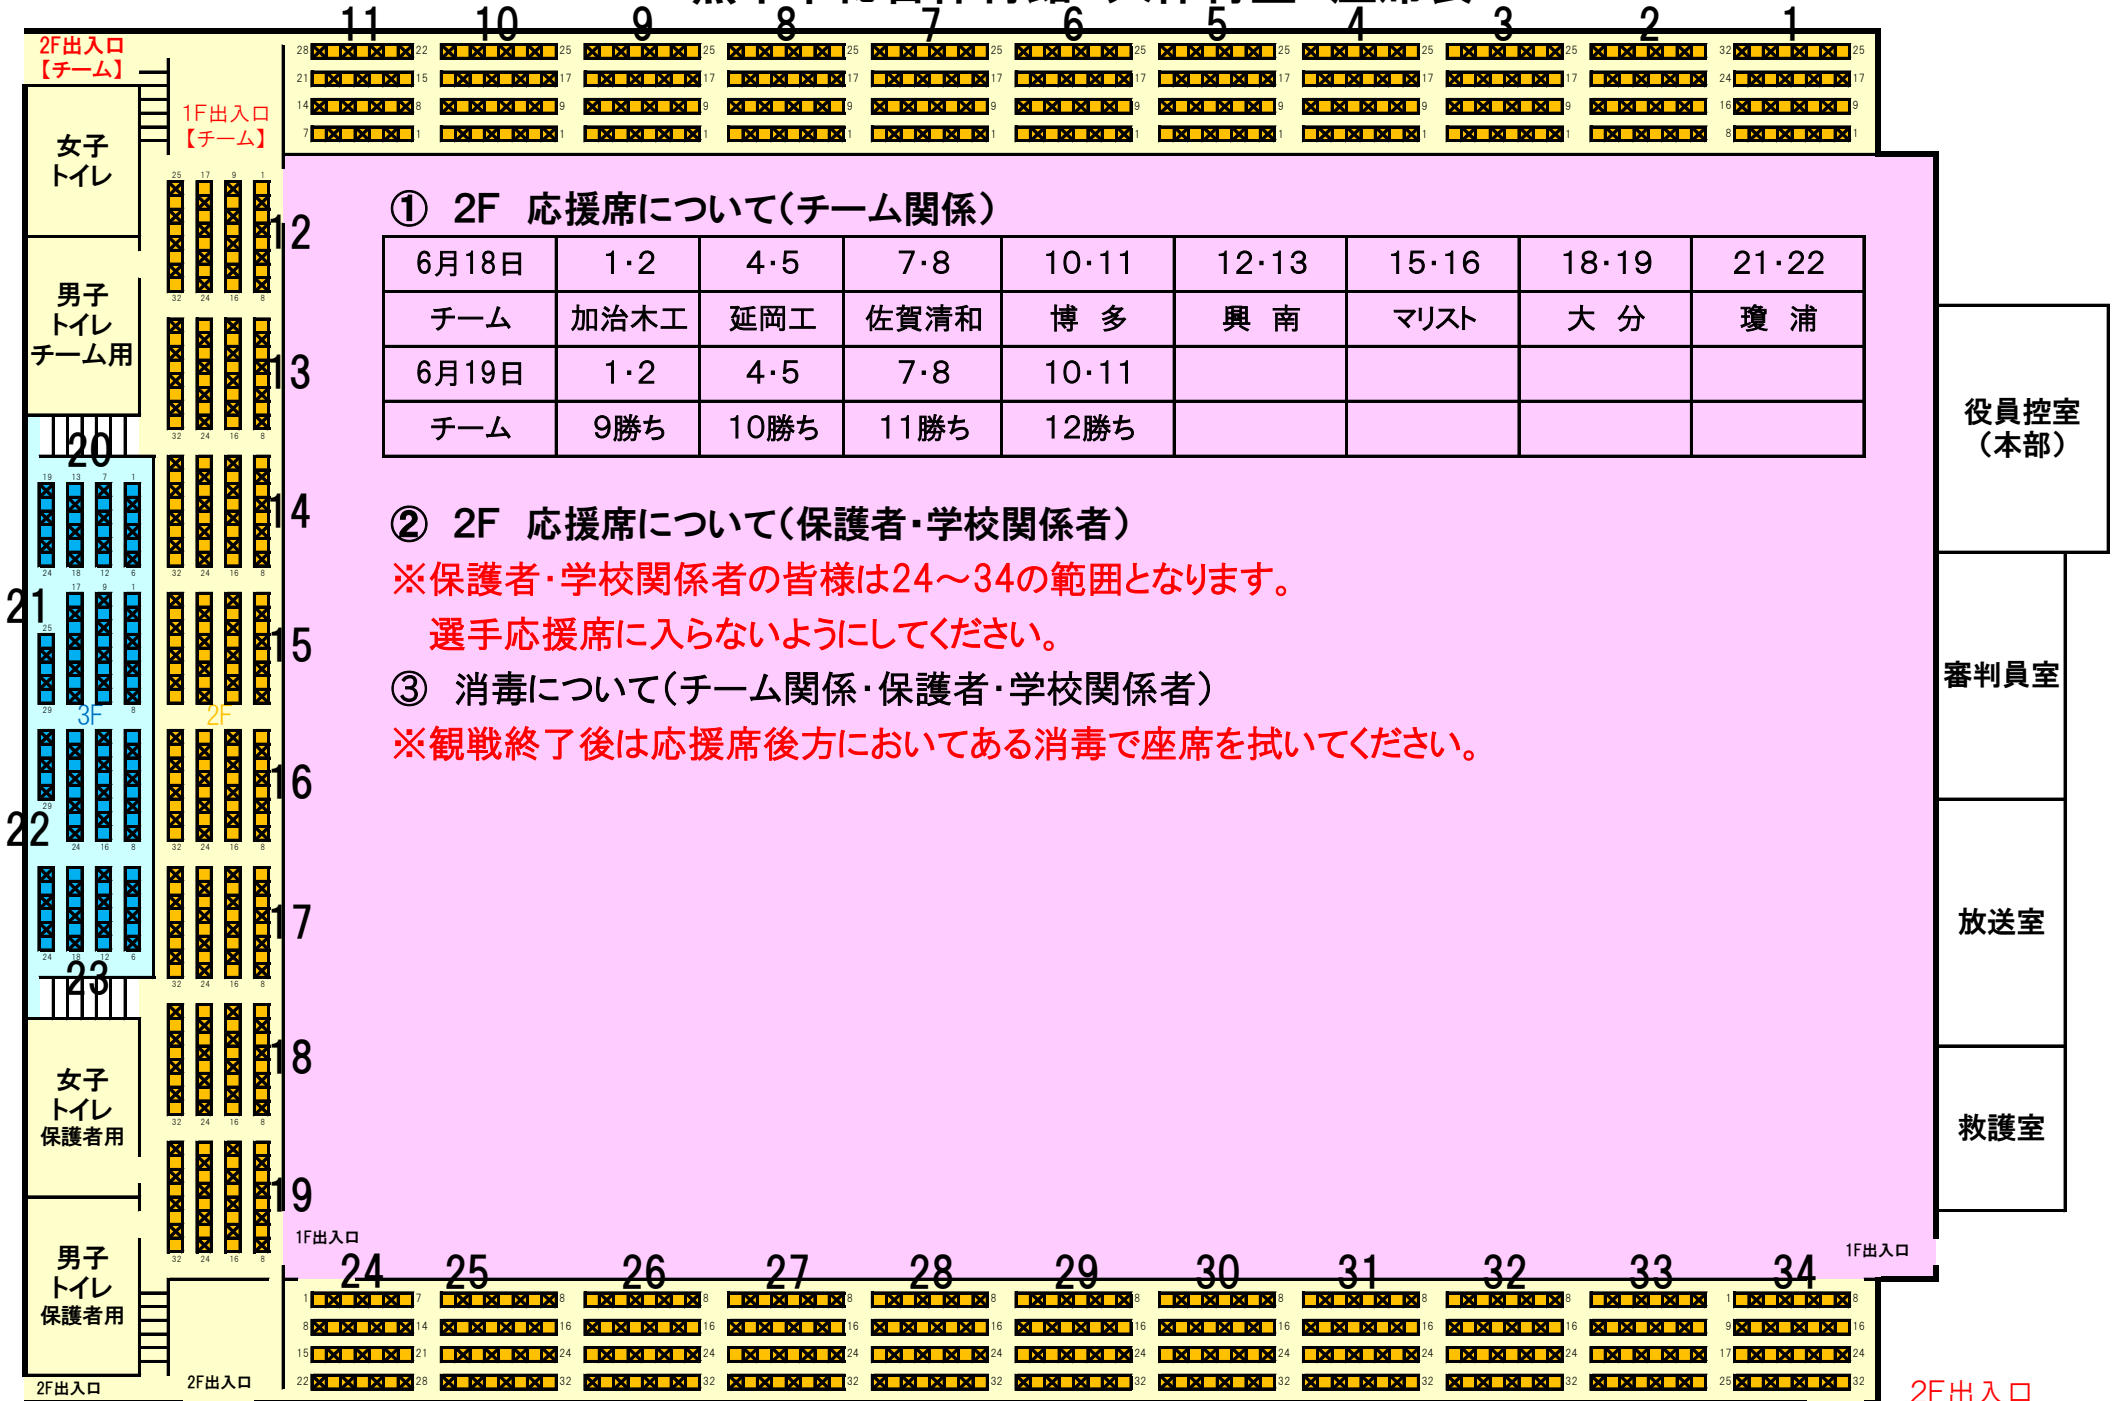 11 10 9 8 7 6 5 4 3 2 1
2F出入口
【チーム】
1F出入口
【チーム】
女子
トイレ
男子
トイレ
チーム用
12
13
14
15
16
17
18
19
20
21
22
23
3F
2F
① 2F 応援席について(チーム関係)
6月18日 1・2 4・5 7・8 10・11 12・13 15・16 18・19 21・22
チーム 加治木工 延岡工 佐賀清和 博 多 興 南 マリスト 大 分 瓊 浦
6月19日 1・2 4・5 7・8 10・11
チーム 9勝ち 10勝ち 11勝ち 12勝ち
② 2F 応援席について(保護者・学校関係者)
※保護者・学校関係者の皆様は24～34の範囲となります。
選手応援席に入らないようにしてください。
③ 消毒について(チーム関係・保護者・学校関係者)
※観戦終了後は応援席後方においてある消毒で座席を拭いてください。
役員控室
(本部)
審判員室
放送室
救護室
女子
トイレ
保護者用
男子
トイレ
保護者用
1F出入口
1F出入口
24 25 26 27 28 29 30 31 32 33 34
2F出入口
2F出入口
2F出入口